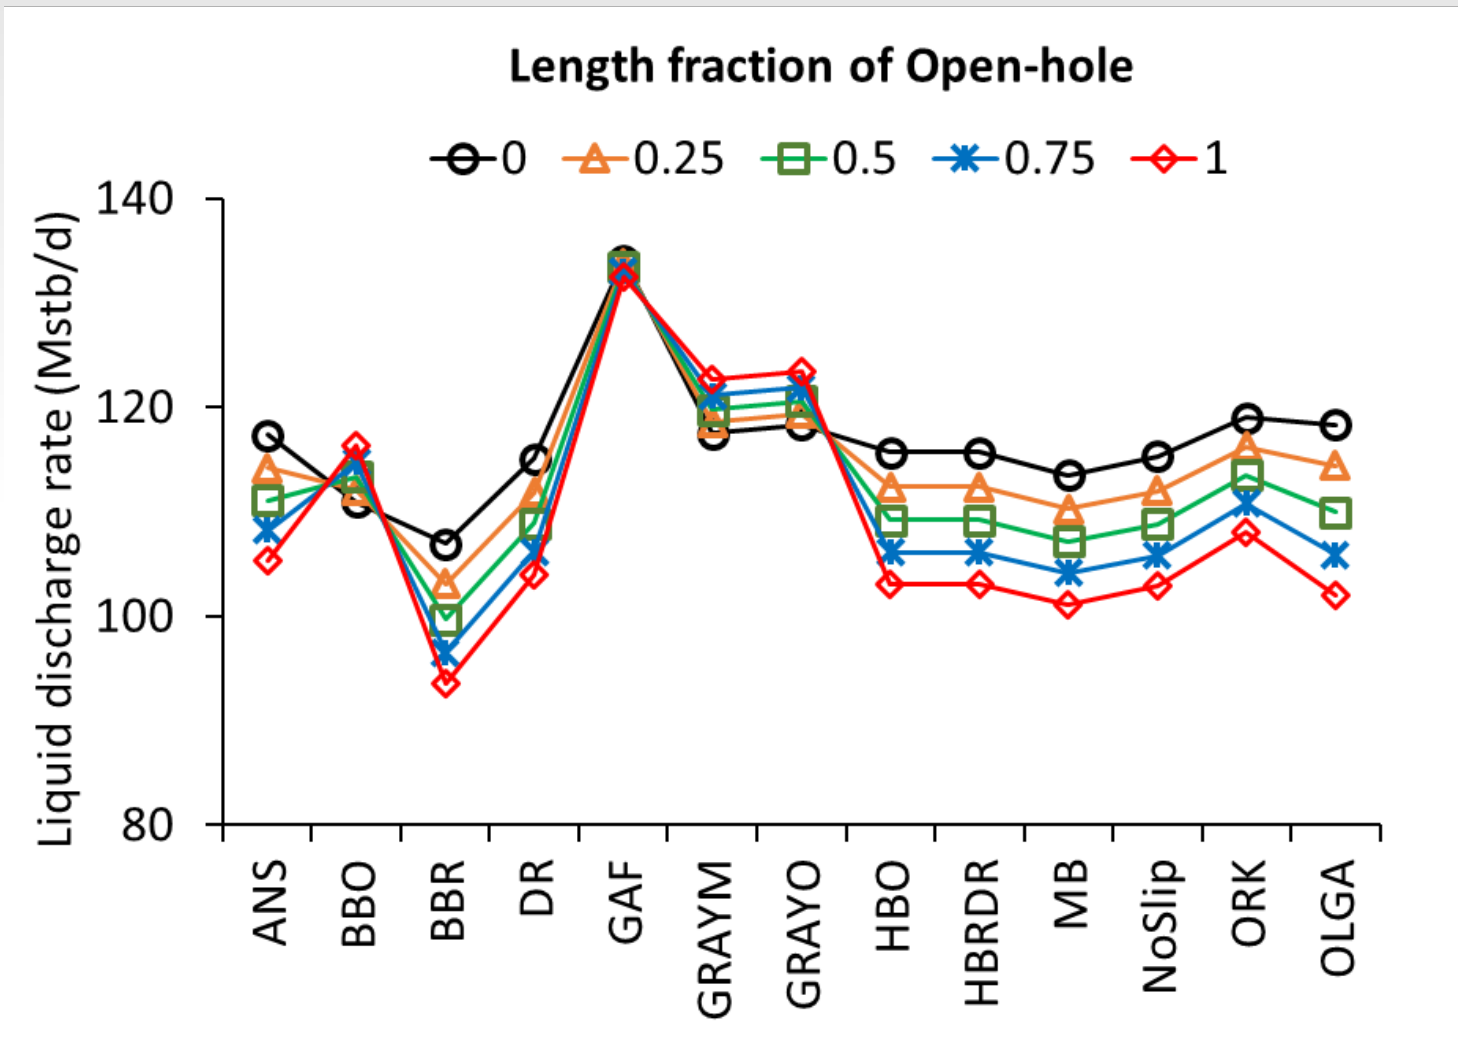 Length fraction of Open-hole
0 0.25 0.5 0.75 1
Liquid discharge rate (Mstb/d)
140
120
100
80
ANS BBO BBR DR GAF GRAYM GRAYO HBO HBRDR MB NoSlip ORK OLGA